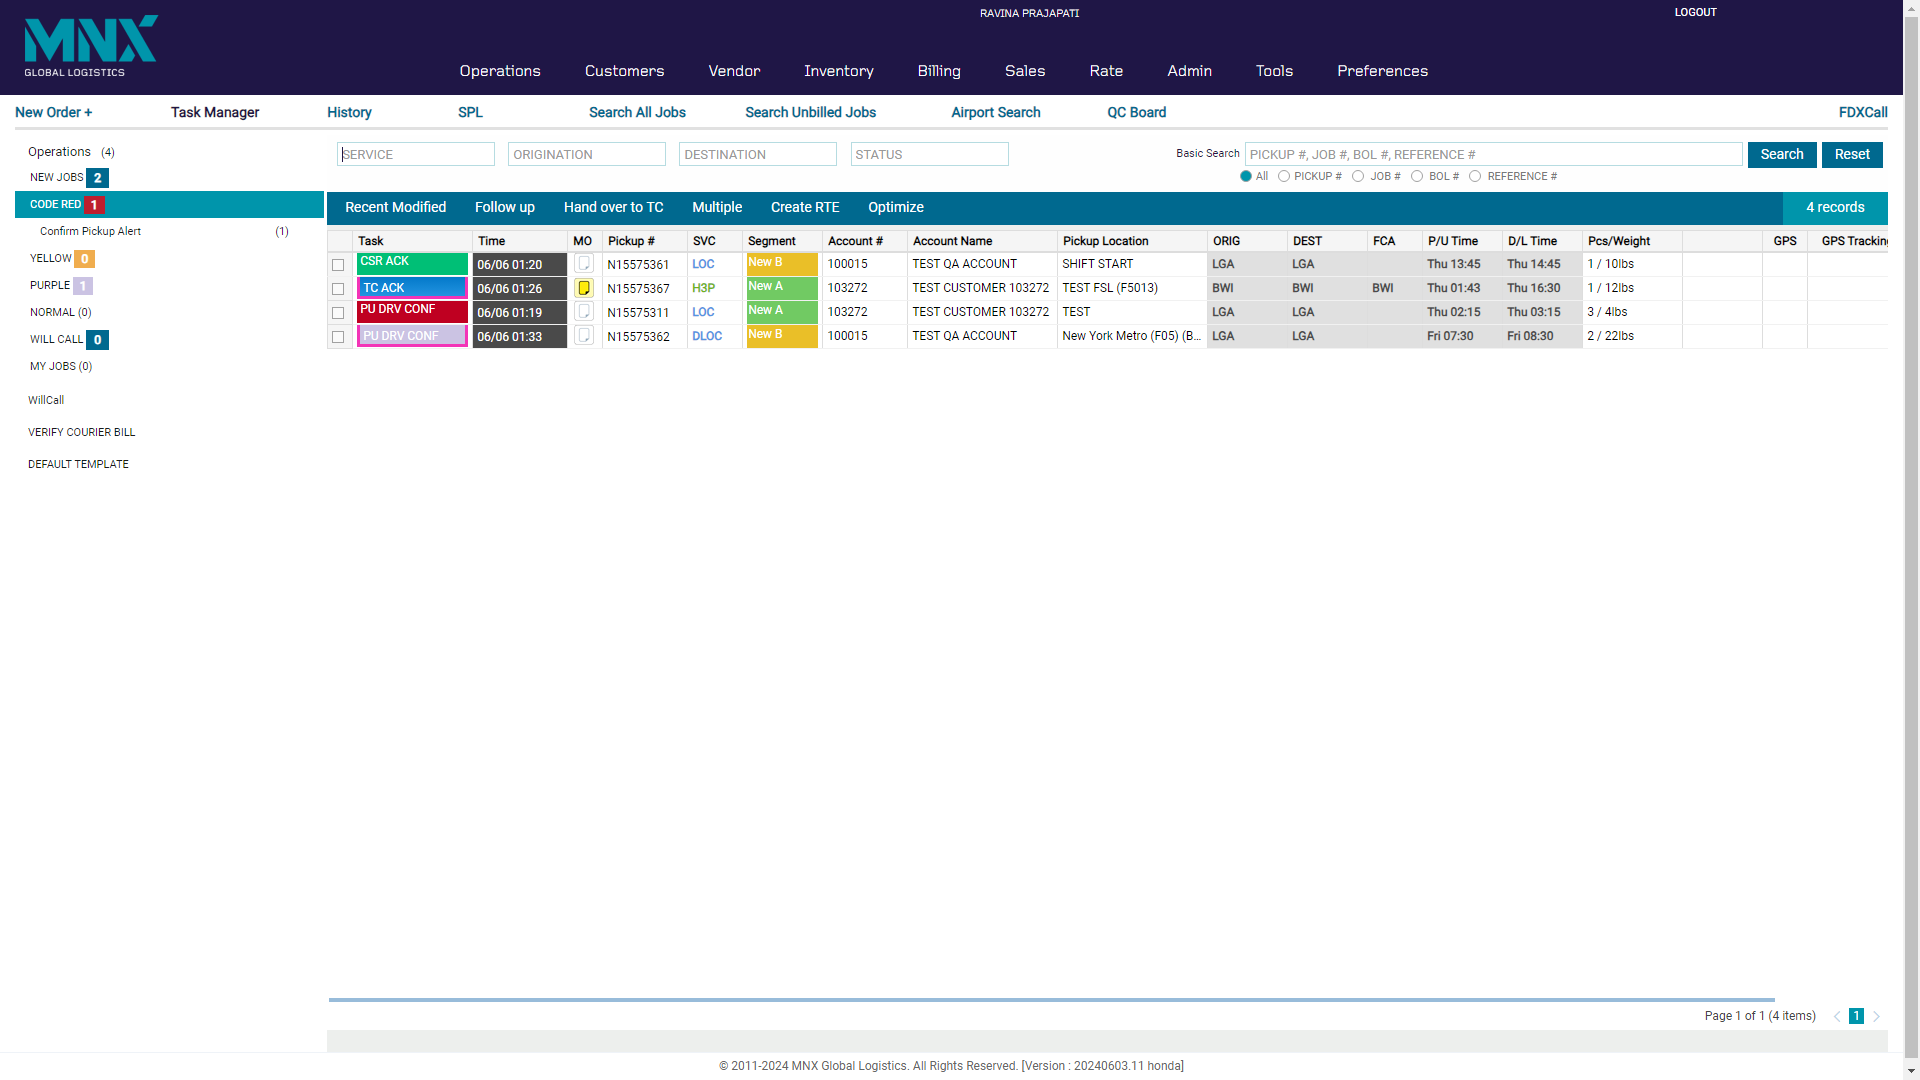 RAVINA PRAJAPATI
LOGOUT
MNX
GLOBAL LOGISTICS
Operations Customers Vendor Inventory Billing Sales Rate Admin Tools Preferences
New Order + Task Manager History SPL Search All Jobs Search Unbilled Jobs Airport Search QC Board FDXCall
Operations (4)
NEW JOBS 2
CODE RED 1
Confirm Pickup Alert (1)
YELLOW 0
PURPLE 1
NORMAL (0)
WILL CALL 0
MY JOBS (0)
WillCall
VERIFY COURIER BILL
DEFAULT TEMPLATE
SERVICE ORIGINATION DESTINATION STATUS Basic Search PICKUP #, JOB #, BOL #, REFERENCE # Search Reset
All PICKUP # JOB # BOL # REFERENCE #
Recent Modified Follow up Hand over to TC Multiple Create RTE Optimize 4 records
Task Time MO Pickup # SVC Segment Account # Account Name Pickup Location ORIG DEST FCA P/U Time D/L Time Pcs/Weight GPS GPS Tracking
CSR ACK 06/06 01:20 N15575361 LOC New B 100015 TEST QA ACCOUNT SHIFT START LGA LGA Thu 13:45 Thu 14:45 1 / 10lbs
TC ACK 06/06 01:26 N15575367 H3P New A 103272 TEST CUSTOMER 103272 TEST FSL (F5013) BWI BWI BWI Thu 01:43 Thu 16:30 1 / 12lbs
PU DRV CONF 06/06 01:19 N15575311 LOC New A 103272 TEST CUSTOMER 103272 TEST LGA LGA Thu 02:15 Thu 03:15 3 / 4lbs
PU DRV CONF 06/06 01:33 N15575362 DLOC New B 100015 TEST QA ACCOUNT New York Metro (F05) (B... LGA LGA Fri 07:30 Fri 08:30 2 / 22lbs
Page 1 of 1 (4 items) 1
© 2011-2024 MNX Global Logistics. All Rights Reserved. [Version : 20240603.11 honda]